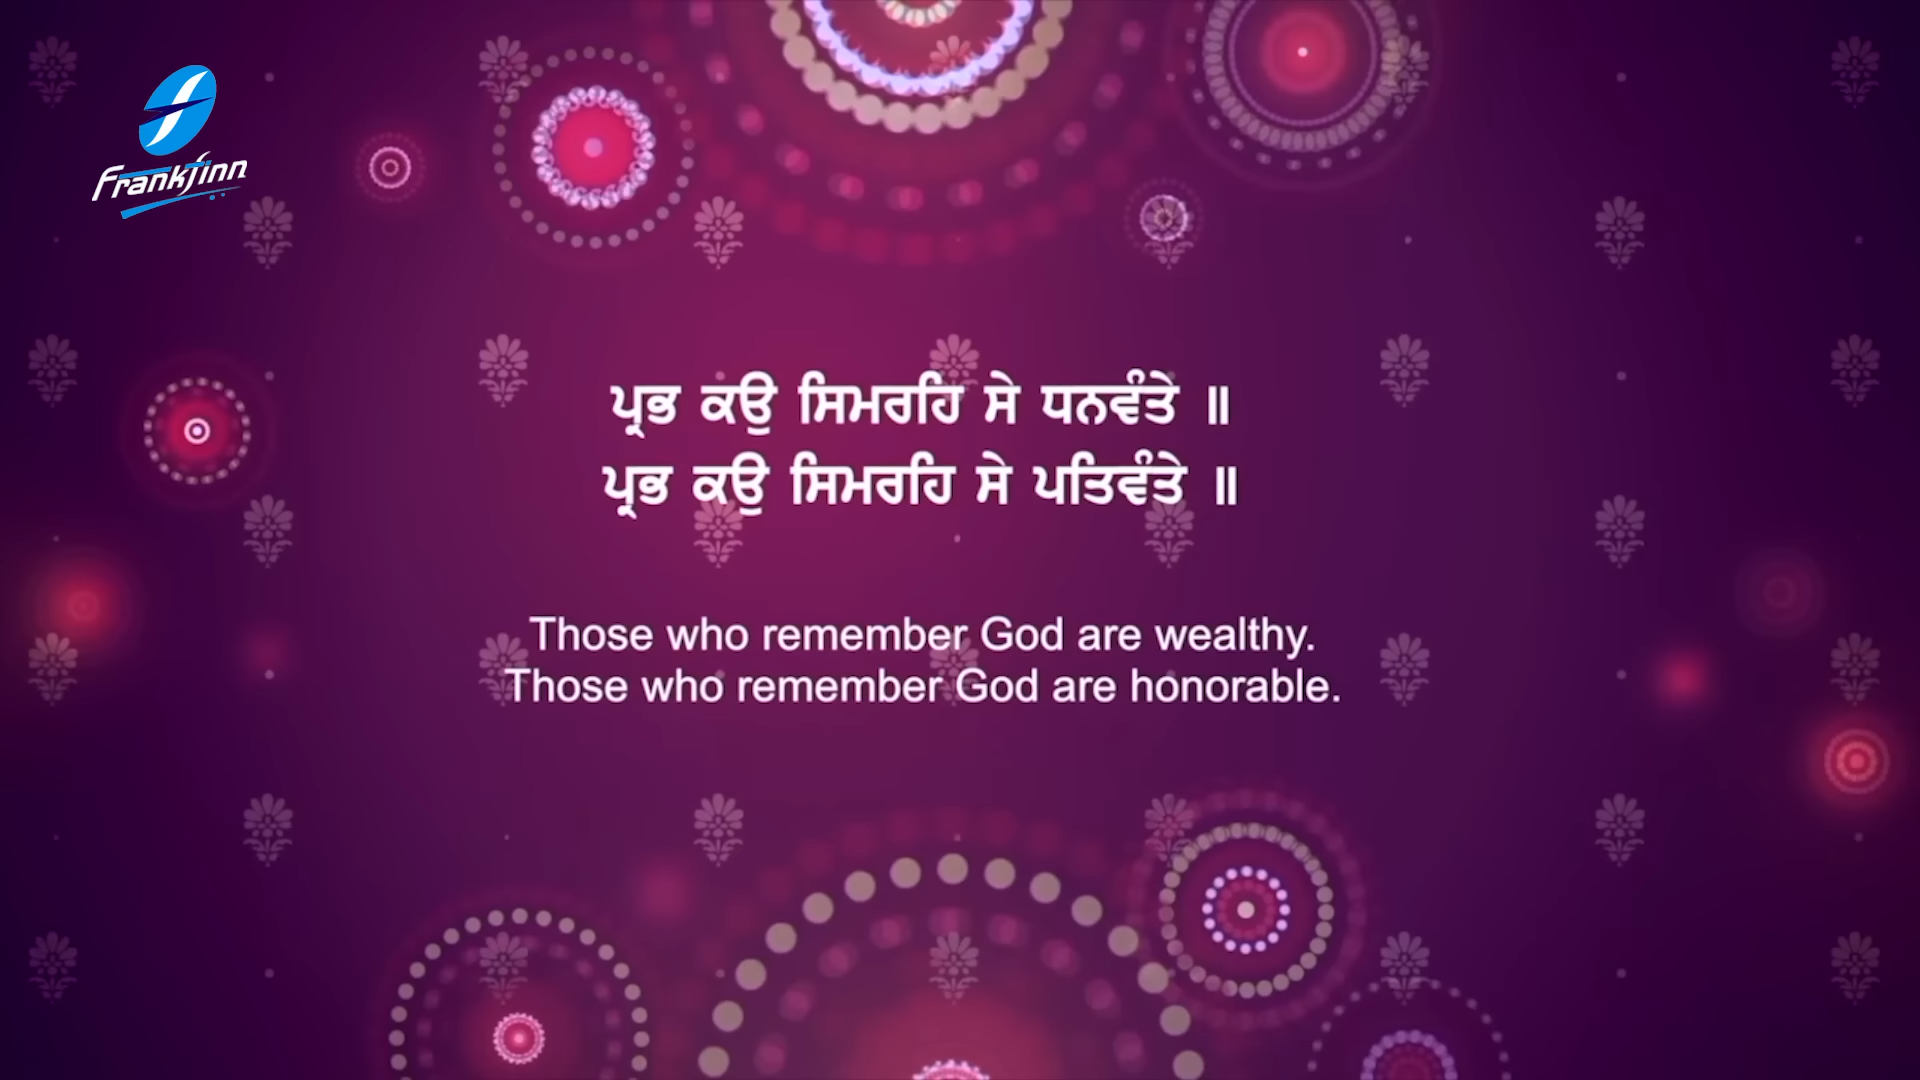 Frankfinn
ਪ੍ਰਭ ਕਉ ਸਿਮਰਹਿ ਸੇ ਧਨਵੰਤੇ ॥
ਪ੍ਰਭ ਕਉ ਸਿਮਰਹਿ ਸੇ ਪਤਿਵੰਤੇ ॥
Those who remember God are wealthy.
Those who remember God are honorable.